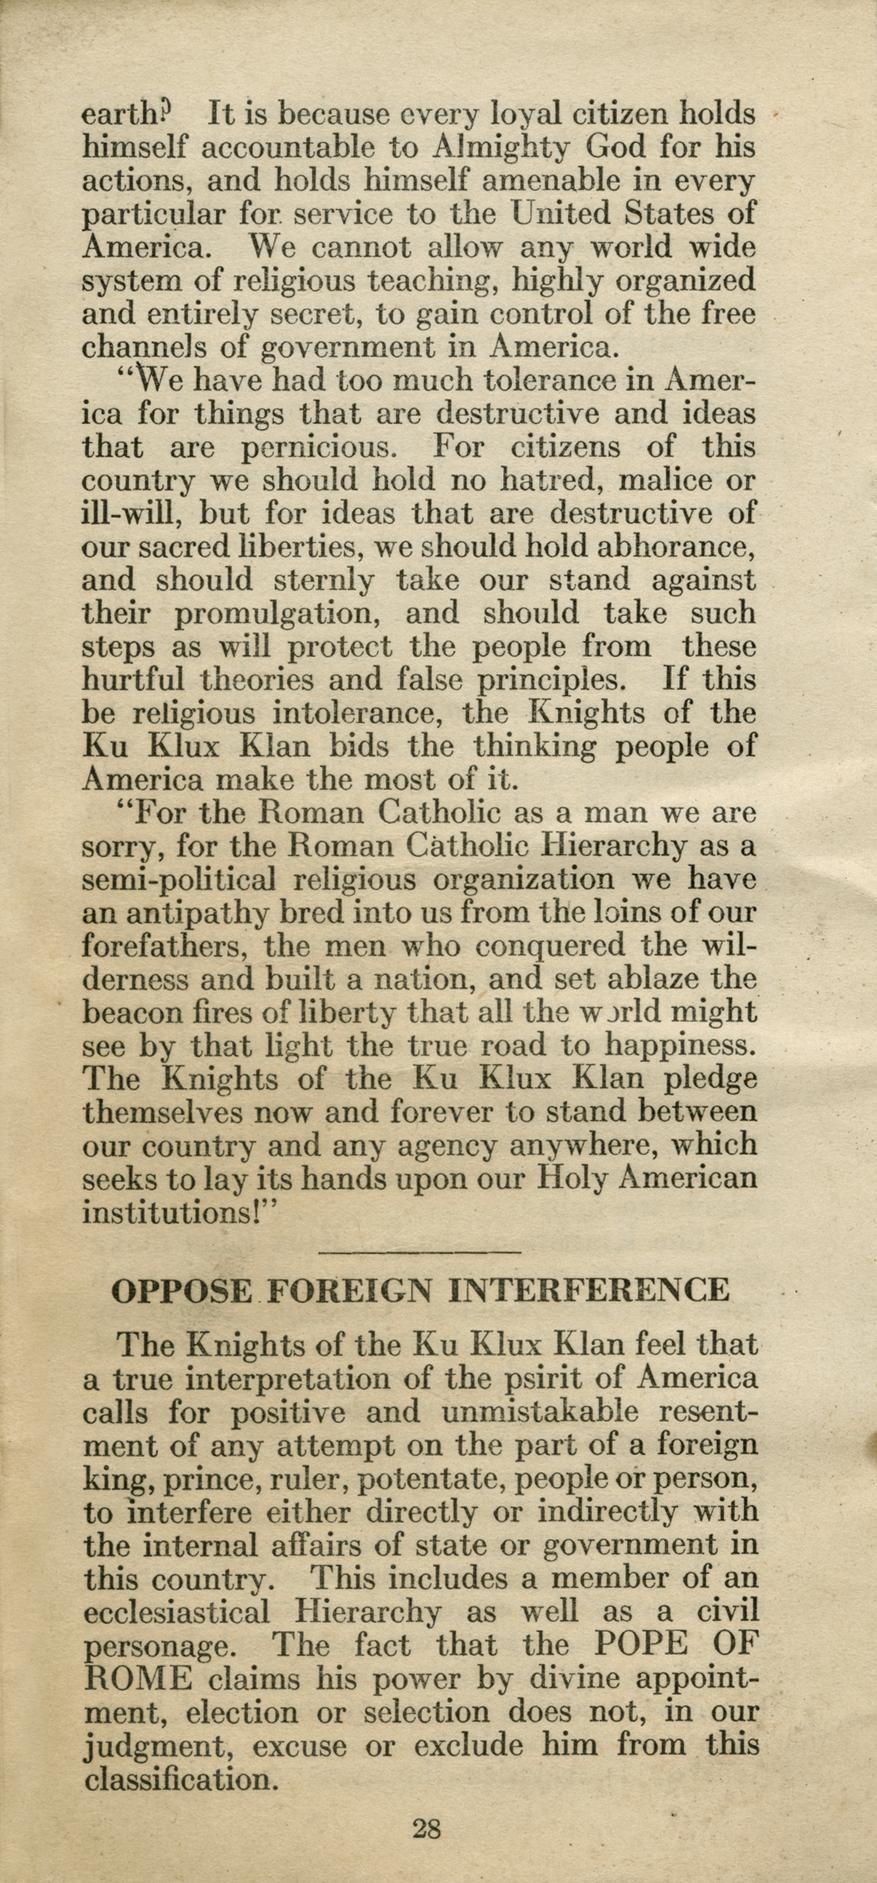 earth? It is because every loyal citizen holds
himself accountable to Almighty God for his
actions, and holds himself amenable in every
particular for service to the United States of
America. We cannot allow any world wide
system of religious teaching, highly organized
and entirely secret, to gain control of the free
channels of government in America.
"We have had too much tolerance in Amer-
ica for things that are destructive and ideas
that are pernicious. For citizens of this
country we should hold no hatred, malice or
ill-will, but for ideas that are destructive of
our sacred liberties, we should hold abhorance,
and should sternly take our stand against
their promulgation, and should take such
steps as will protect the people from these
hurtful theories and false principles. If this
be religious intolerance, the Knights of the
Ku Klux Klan bids the thinking people of
America make the most of it.
"For the Roman Catholic as a man we are
sorry, for the Roman Catholic Hierarchy as a
semi-political religious organization we have
an antipathy bred into us from the loins of our
forefathers, the men who conquered the wil-
derness and built a nation, and set ablaze the
beacon fires of liberty that all the world might
see by that light the true road to happiness.
The Knights of the Ku Klux Klan pledge
themselves now and forever to stand between
our country and any agency anywhere, which
seeks to lay its hands upon our Holy American
institutions!"
OPPOSE FOREIGN INTERFERENCE
The Knights of the Ku Klux Klan feel that
a true interpretation of the psirit of America
calls for positive and unmistakable resent-
ment of any attempt on the part of a foreign
king, prince, ruler, potentate, people or person,
to interfere either directly or indirectly with
the internal affairs of state or government in
this country. This includes a member of an
ecclesiastical Hierarchy as well as a civil
personage. The fact that the POPE OF
ROME claims his power by divine appoint-
ment, election or selection does not, in our
judgment, excuse or exclude him from this
classification.
28